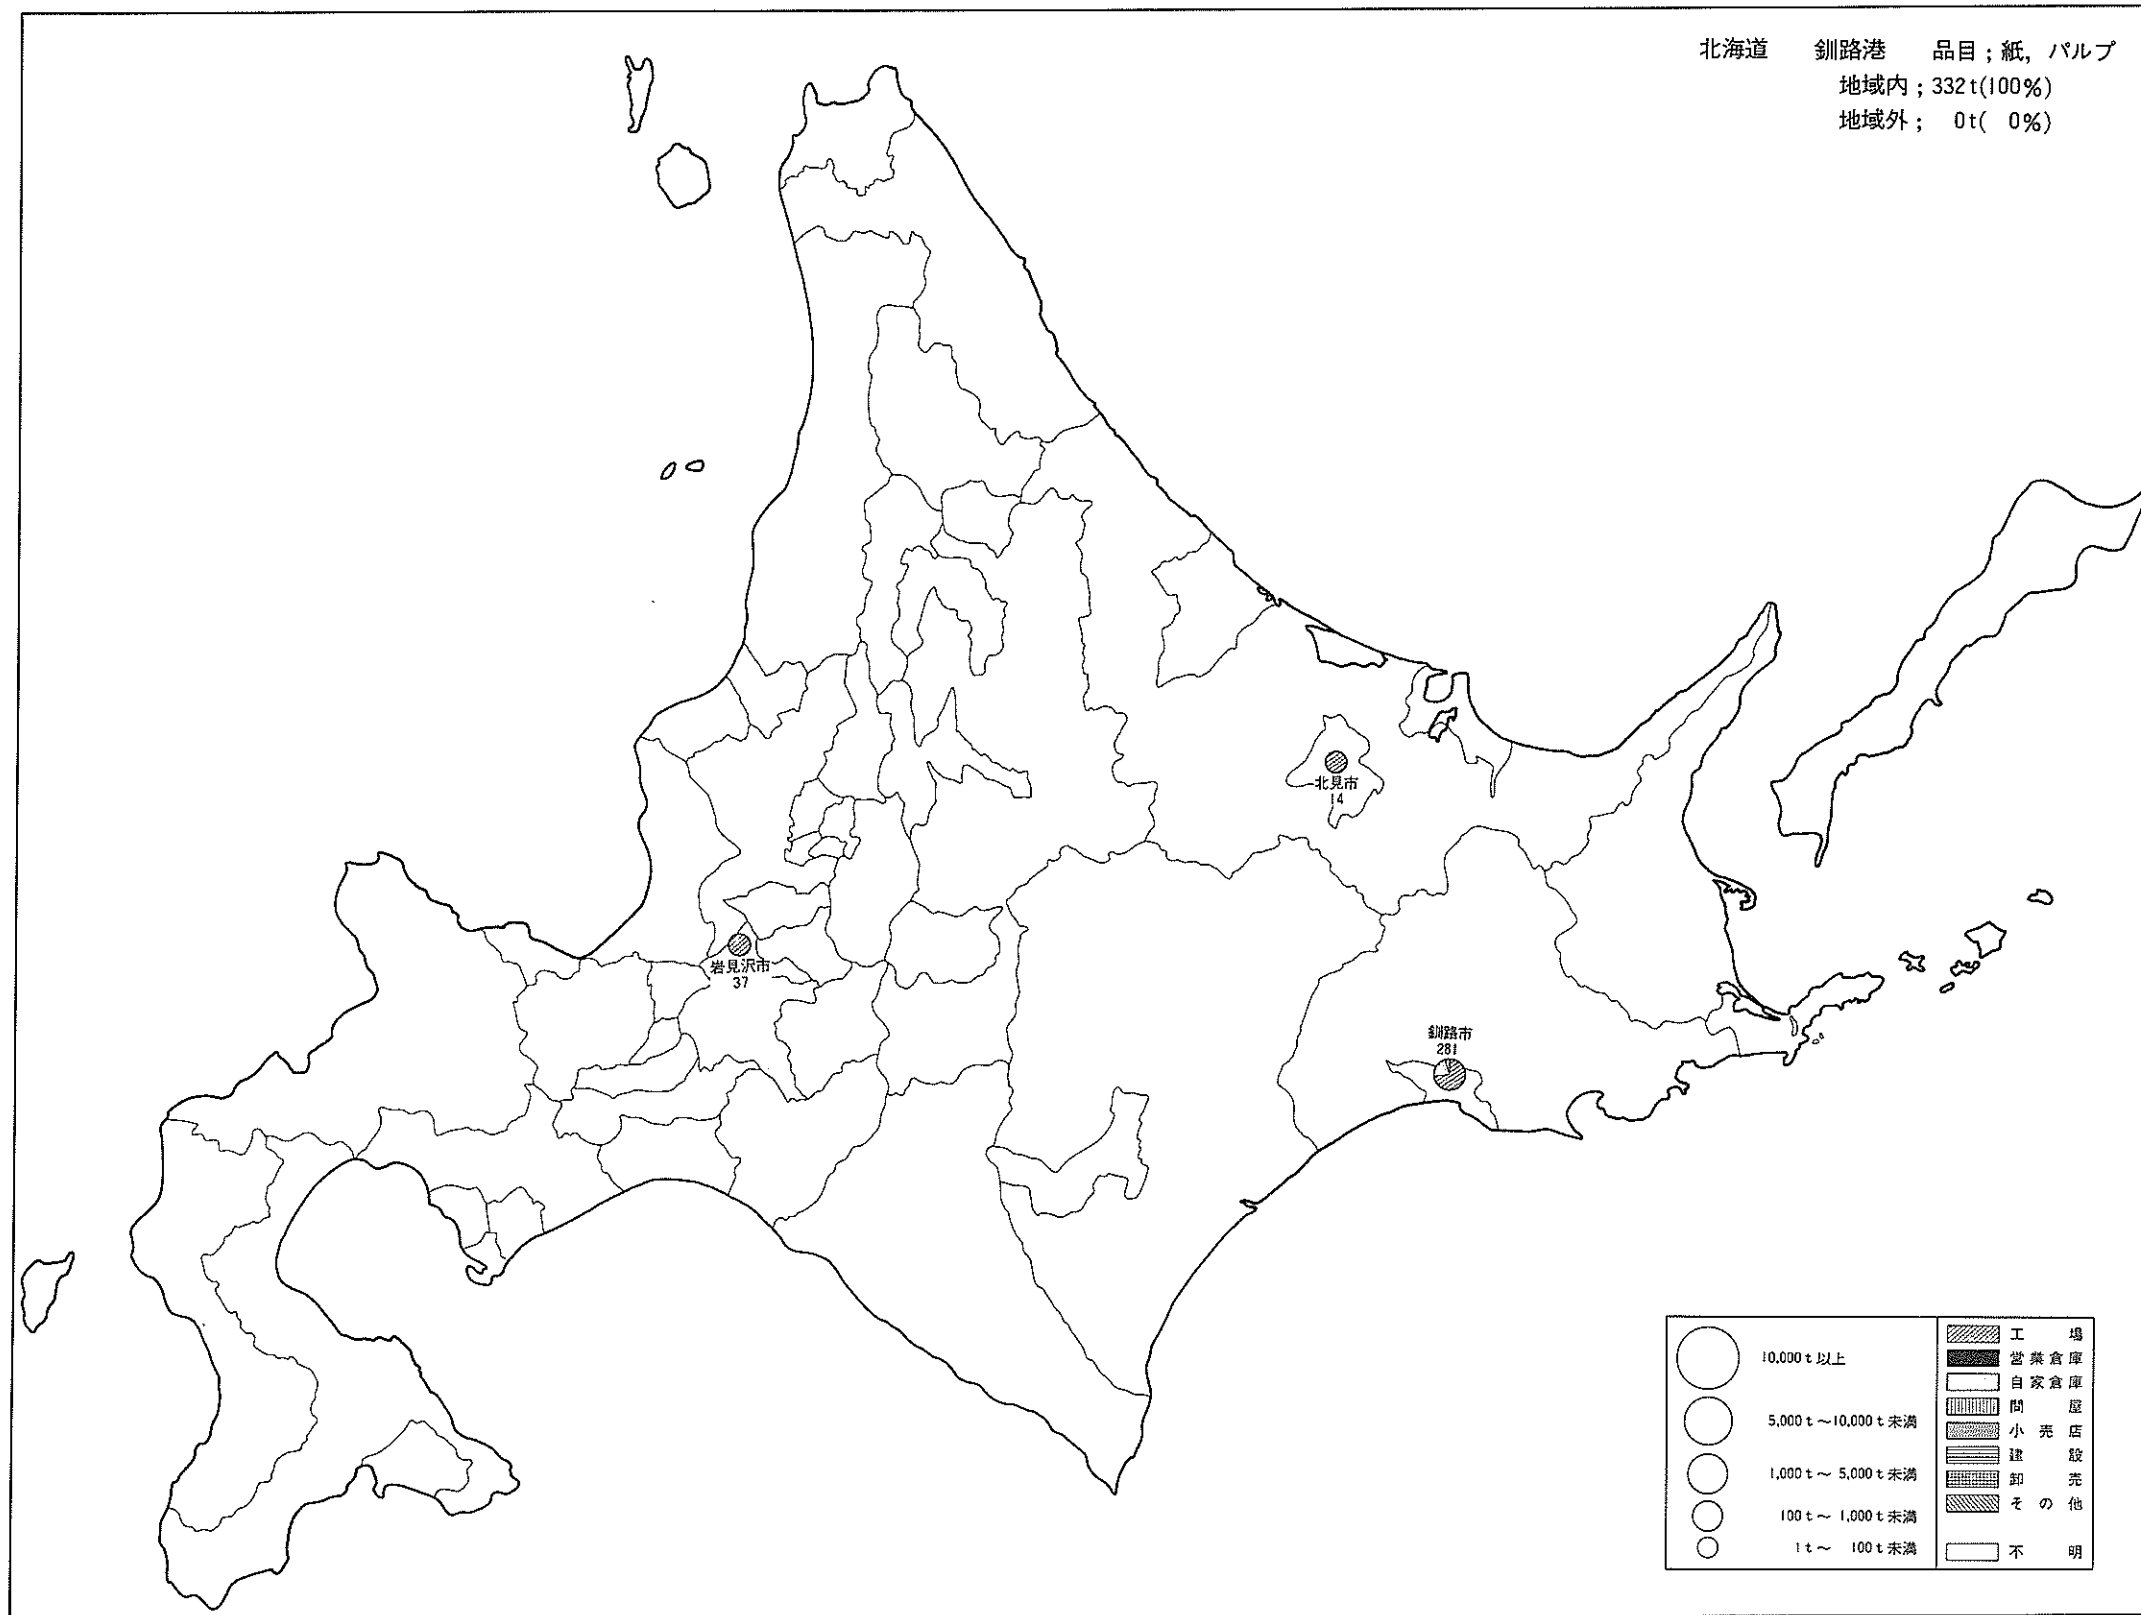 北海道 釧路港 品目；紙，パルプ
地域内；332t(100%)
地域外； 0t( 0%)
北見市
14
岩見沢市
37
釧路市
281
10,000t以上
5,000t～10,000t未満
1,000t～5,000t未満
100t～1,000t未満
1t～100t未満
工場
営業倉庫
自家倉庫
問屋
小売店
建設
卸売
その他
不明